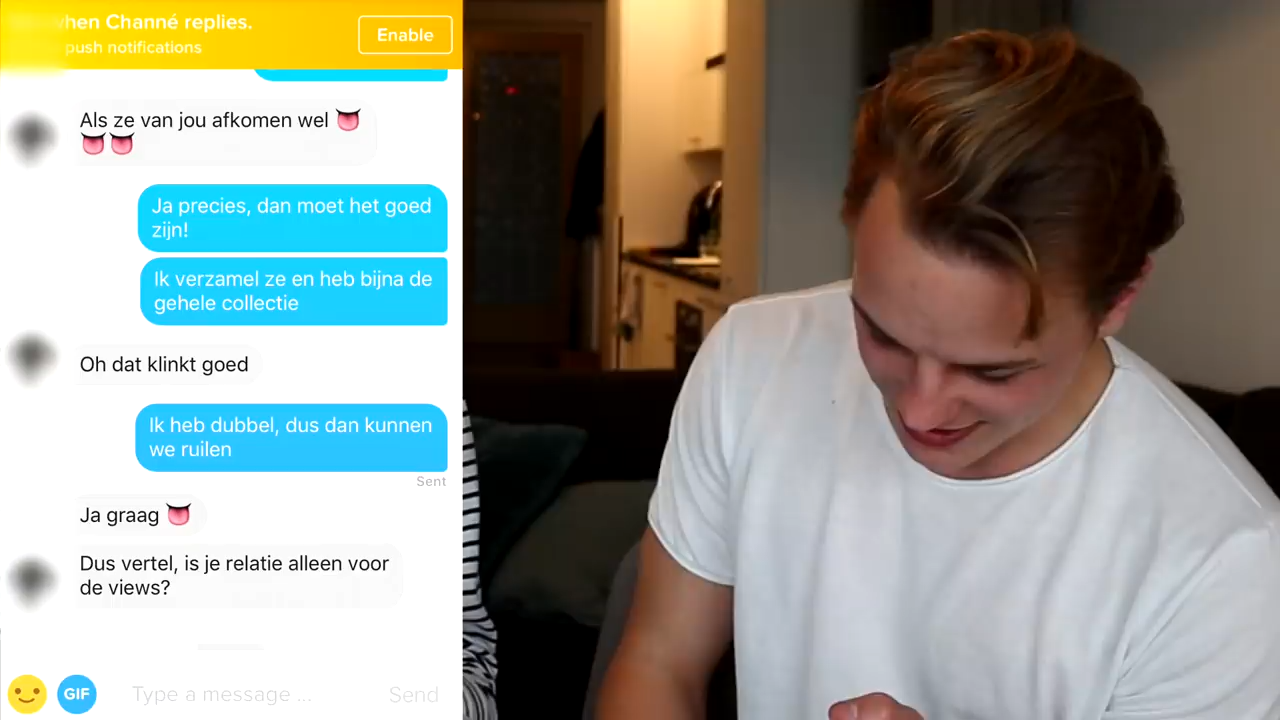 when Channé replies.
push notifications
Enable
Als ze van jou afkomen wel 👅
👅👅
Ja precies, dan moet het goed
zijn!
Ik verzamel ze en heb bijna de
gehele collectie
Oh dat klinkt goed
Ik heb dubbel, dus dan kunnen
we ruilen
Sent
Ja graag 👅
Dus vertel, is je relatie alleen voor
de views?
GIF
Type a message ...
Send